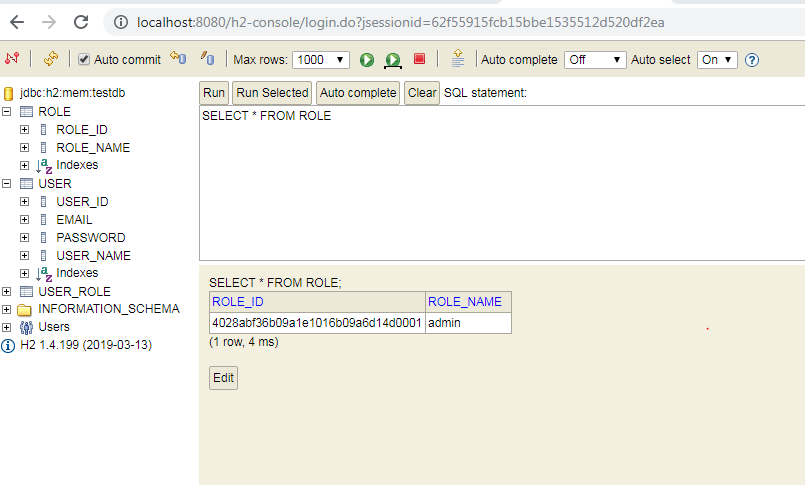 localhost:8080/h2-console/login.do?jsessionid=62f55915fcb15bbe1535512d520df2ea
Auto commit Max rows: 1000 Auto complete Off Auto select On ?
jdbc:h2:mem:testdb
ROLE
ROLE_ID
ROLE_NAME
Indexes
USER
USER_ID
EMAIL
PASSWORD
USER_NAME
Indexes
USER_ROLE
INFORMATION_SCHEMA
Users
H2 1.4.199 (2019-03-13)
Run Run Selected Auto complete Clear SQL statement:
SELECT * FROM ROLE
SELECT * FROM ROLE;
ROLE_ID ROLE_NAME
4028abf36b09a1e1016b09a6d14d0001 admin
(1 row, 4 ms)
Edit